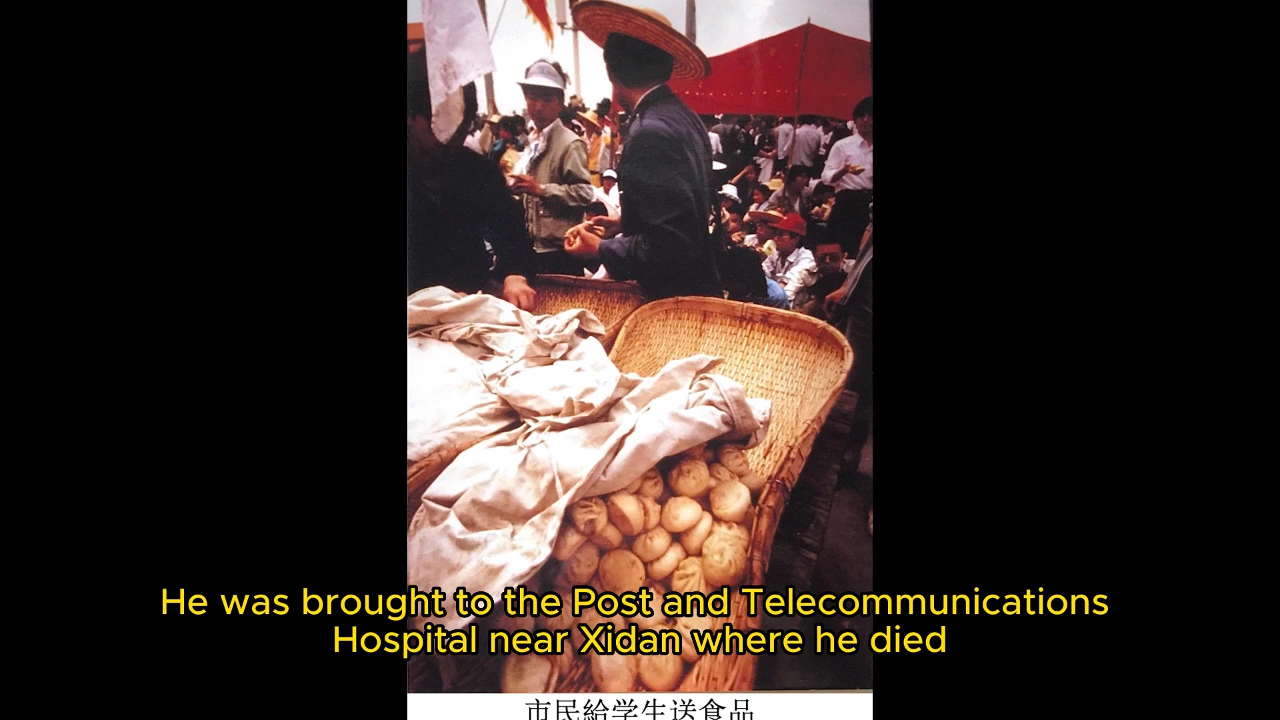 He was brought to the Post and Telecommunications
Hospital near Xidan where he died
市民給学生送食品